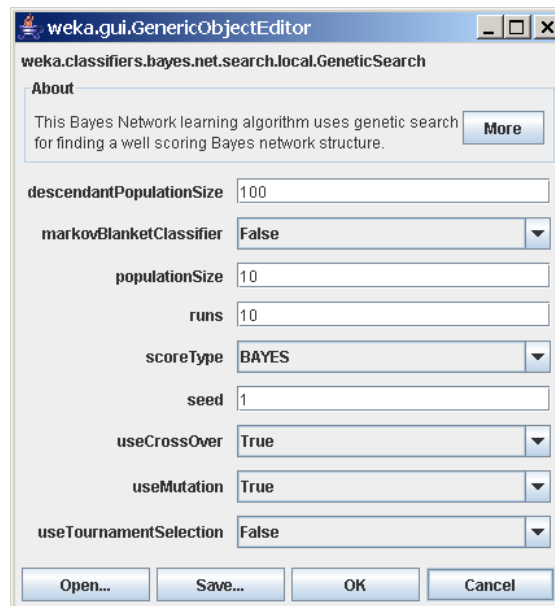 weka.gui.GenericObjectEditor
weka.classifiers.bayes.net.search.local.GeneticSearch
About
This Bayes Network learning algorithm uses genetic search
for finding a well scoring Bayes network structure.
More
descendantPopulationSize 100
markovBlanketClassifier False
populationSize 10
runs 10
scoreType BAYES
seed 1
useCrossOver True
useMutation True
useTournamentSelection False
Open... Save... OK Cancel